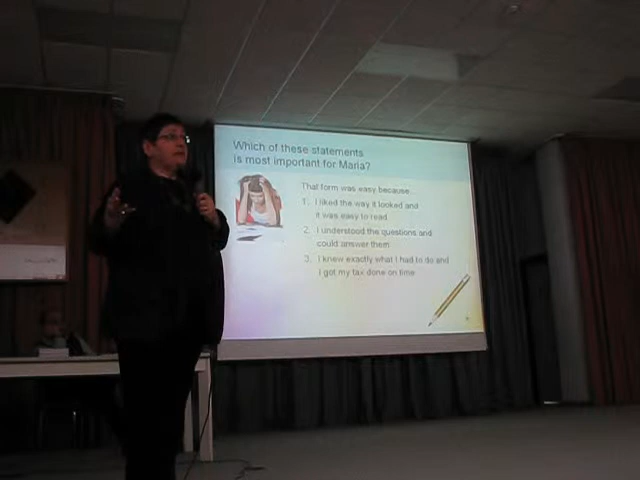 Which of these statements
is most important for Maria?
That form was easy because...
1. I liked the way it looked and
it was easy to read
2. I understood the questions and
could answer them
3. I knew exactly what I had to do and
I got my tax done on time